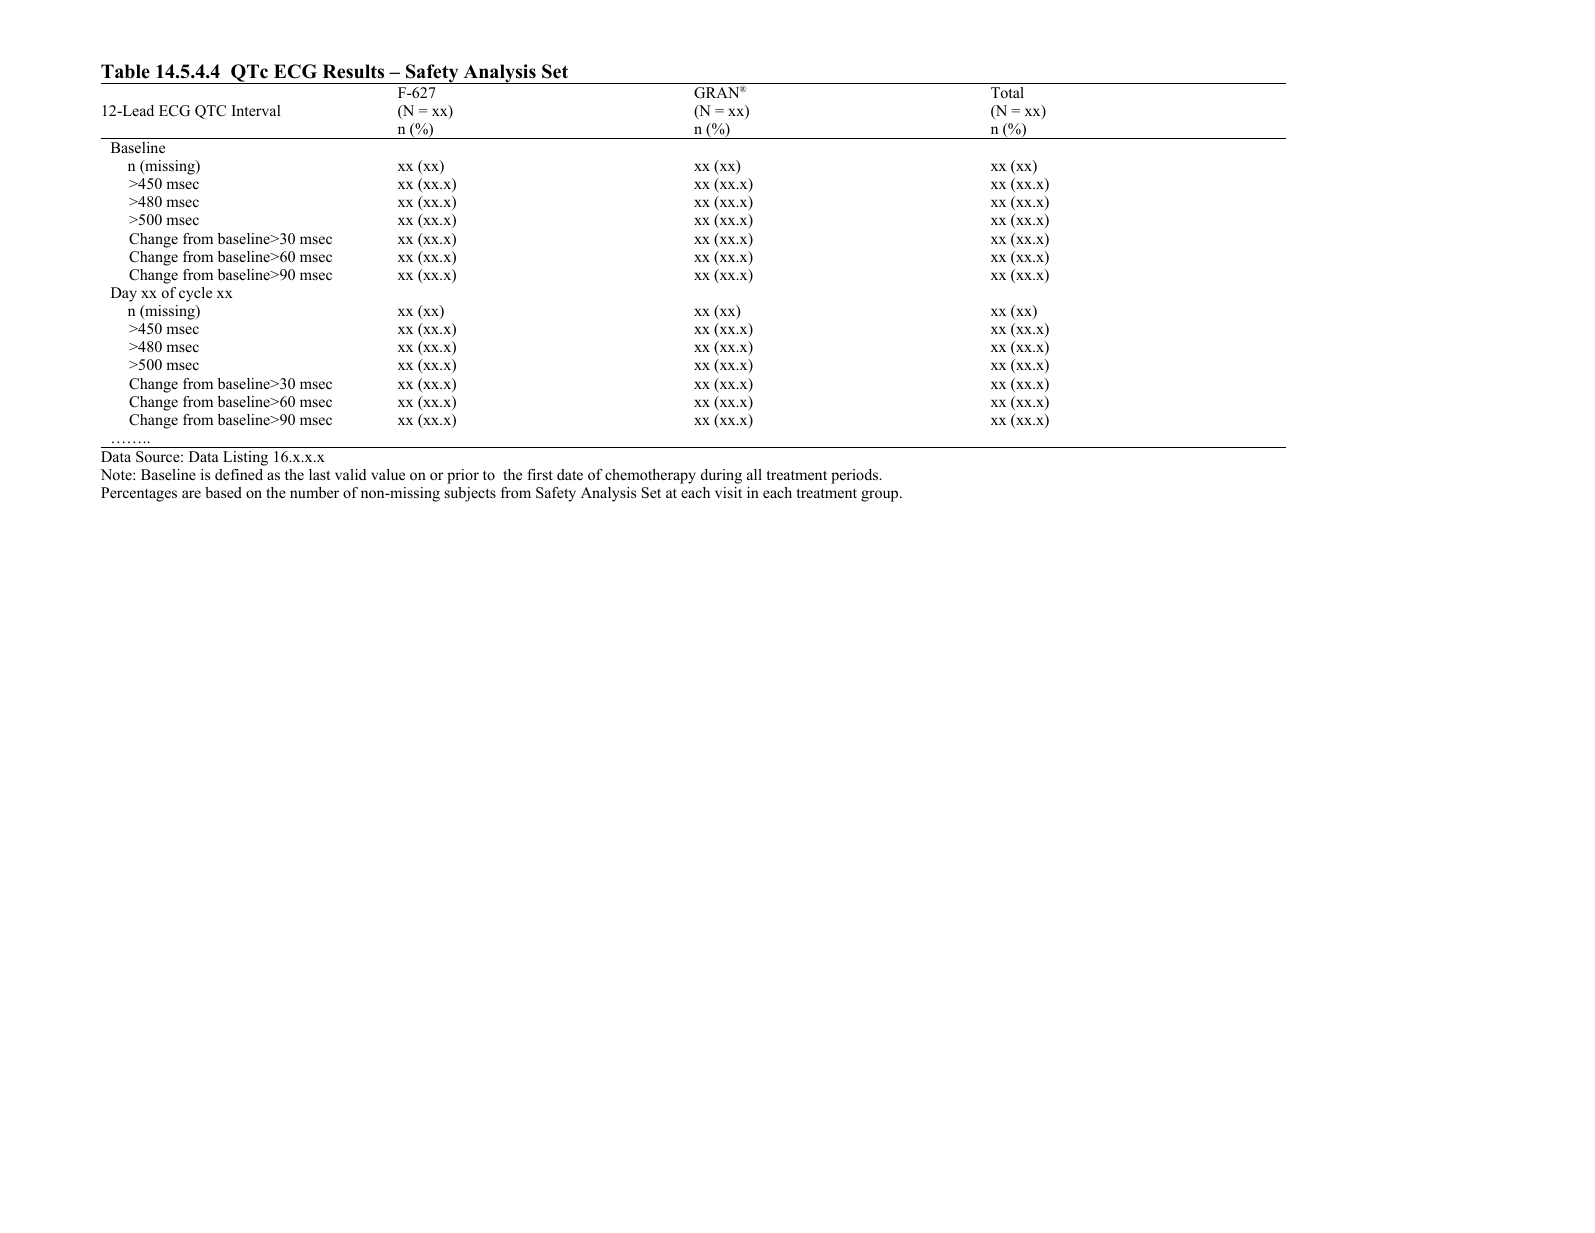 Table 14.5.4.4  QTc ECG Results – Safety Analysis Set
F-627 GRAN® Total
12-Lead ECG QTC Interval (N = xx) (N = xx) (N = xx)
n (%) n (%) n (%)
Baseline
n (missing) xx (xx) xx (xx) xx (xx)
>450 msec xx (xx.x) xx (xx.x) xx (xx.x)
>480 msec xx (xx.x) xx (xx.x) xx (xx.x)
>500 msec xx (xx.x) xx (xx.x) xx (xx.x)
Change from baseline>30 msec xx (xx.x) xx (xx.x) xx (xx.x)
Change from baseline>60 msec xx (xx.x) xx (xx.x) xx (xx.x)
Change from baseline>90 msec xx (xx.x) xx (xx.x) xx (xx.x)
Day xx of cycle xx
n (missing) xx (xx) xx (xx) xx (xx)
>450 msec xx (xx.x) xx (xx.x) xx (xx.x)
>480 msec xx (xx.x) xx (xx.x) xx (xx.x)
>500 msec xx (xx.x) xx (xx.x) xx (xx.x)
Change from baseline>30 msec xx (xx.x) xx (xx.x) xx (xx.x)
Change from baseline>60 msec xx (xx.x) xx (xx.x) xx (xx.x)
Change from baseline>90 msec xx (xx.x) xx (xx.x) xx (xx.x)
……..
Data Source: Data Listing 16.x.x.x
Note: Baseline is defined as the last valid value on or prior to  the first date of chemotherapy during all treatment periods.
Percentages are based on the number of non-missing subjects from Safety Analysis Set at each visit in each treatment group.